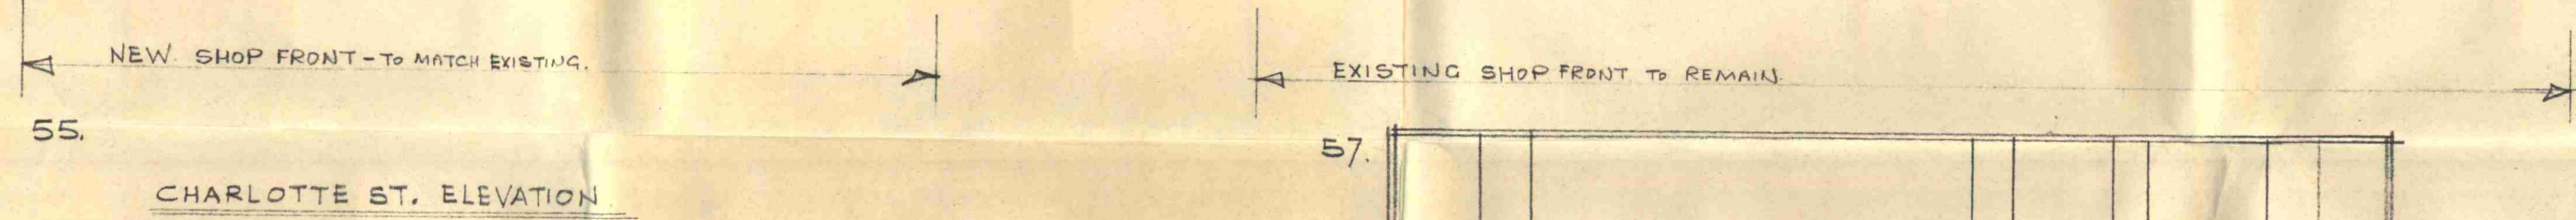 NEW SHOP FRONT - TO MATCH EXISTING.
EXISTING SHOP FRONT TO REMAIN.
55.
57.
CHARLOTTE ST. ELEVATION